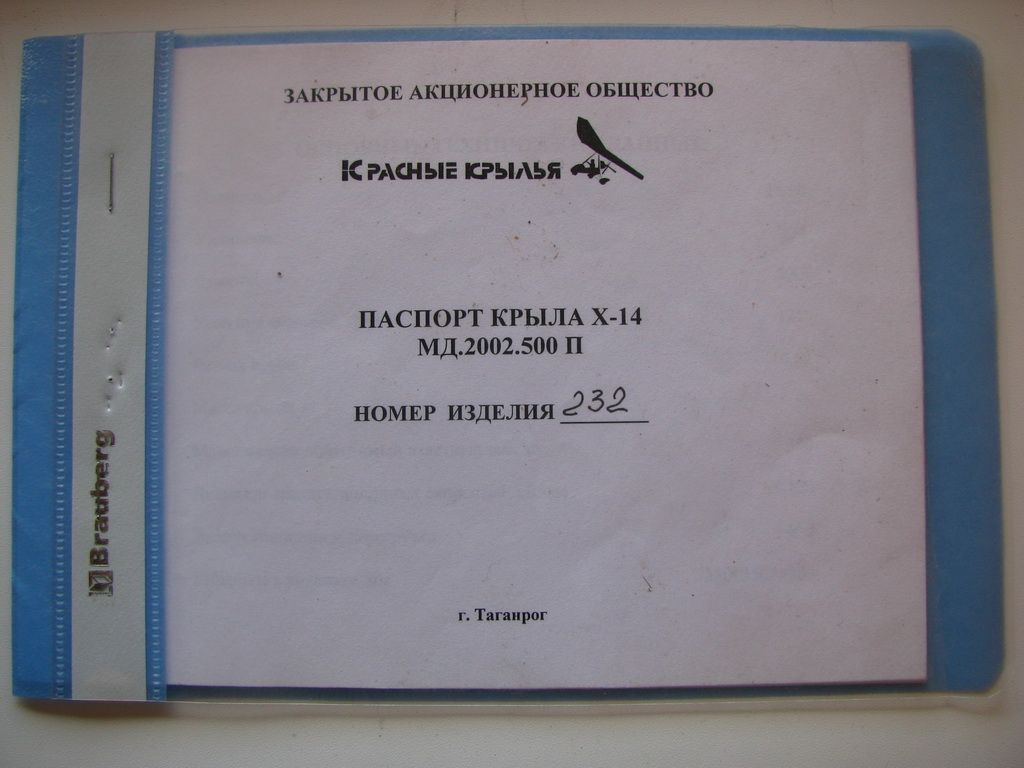 ЗАКРЫТОЕ АКЦИОНЕРНОЕ ОБЩЕСТВО
КРАСНЫЕ КРЫЛЬЯ
ПАСПОРТ КРЫЛА Х-14
МД.2002.500 П
НОМЕР ИЗДЕЛИЯ 232
г. Таганрог
Brauberg